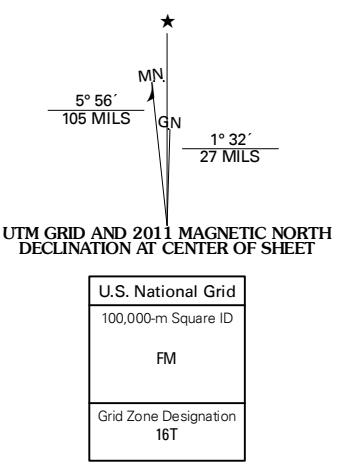 ★
MN.
5° 56´
105 MILS
GN
1° 32´
27 MILS
UTM GRID AND 2011 MAGNETIC NORTH
DECLINATION AT CENTER OF SHEET
U.S. National Grid
100,000-m Square ID
FM
Grid Zone Designation
16T